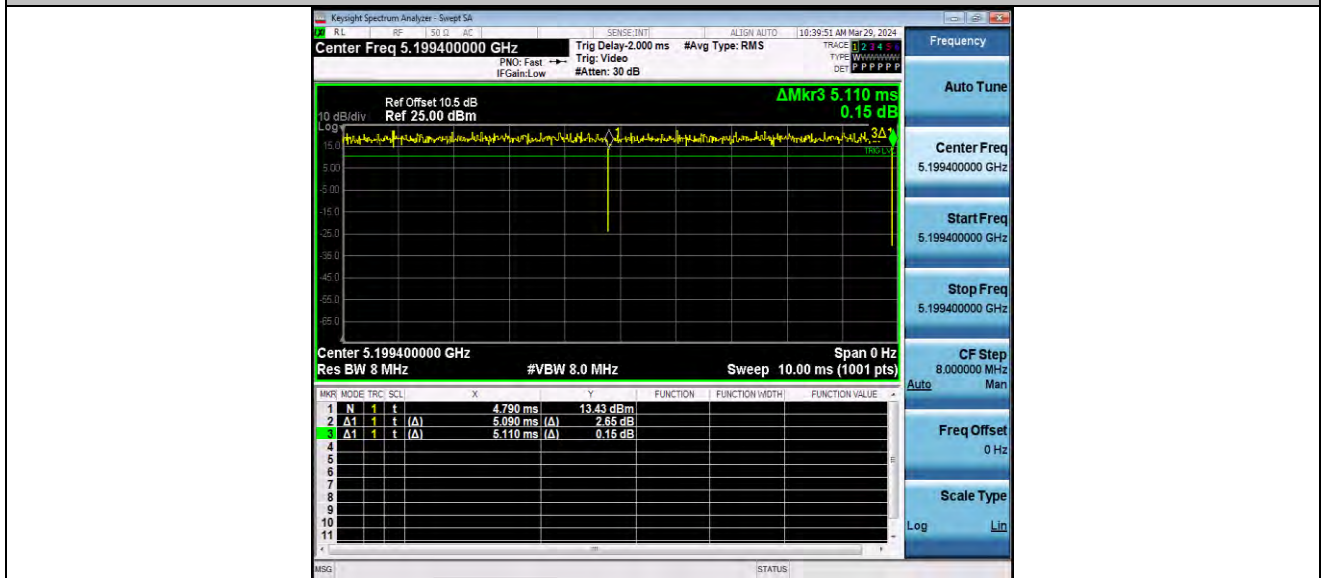 Keysight Spectrum Analyzer - Swept SA
RL RF 50 Ω AC SENSE:INT ALIGN AUTO 10:39:51 AM Mar 29, 2024
Center Freq 5.199400000 GHz
PNO: Fast
IFGain:Low
Trig Delay-2.000 ms
Trig: Video
#Atten: 30 dB
#Avg Type: RMS
TRACE 1 2 3 4 5 6
TYPE W
DET P P P P P P
Frequency
ΔMkr3 5.110 ms
0.15 dB
Ref Offset 10.5 dB
10 dB/div Ref 25.00 dBm
Log
1
3Δ1
TRIG LVL
15.0
5.00
-5.00
-15.0
-25.0
-35.0
-45.0
-55.0
-65.0
Center 5.199400000 GHz Span 0 Hz
Res BW 8 MHz #VBW 8.0 MHz Sweep 10.00 ms (1001 pts)
MKR MODE TRC SCL X Y FUNCTION FUNCTION WIDTH FUNCTION VALUE
1 N 1 t 4.790 ms 13.43 dBm
2 Δ1 1 t (Δ) 5.090 ms (Δ) 2.65 dB
3 Δ1 1 t (Δ) 5.110 ms (Δ) 0.15 dB
4
5
6
7
8
9
10
11
MSG STATUS
Auto Tune
Center Freq
5.199400000 GHz
Start Freq
5.199400000 GHz
Stop Freq
5.199400000 GHz
CF Step
8.000000 MHz
Auto Man
Freq Offset
0 Hz
Scale Type
Log Lin